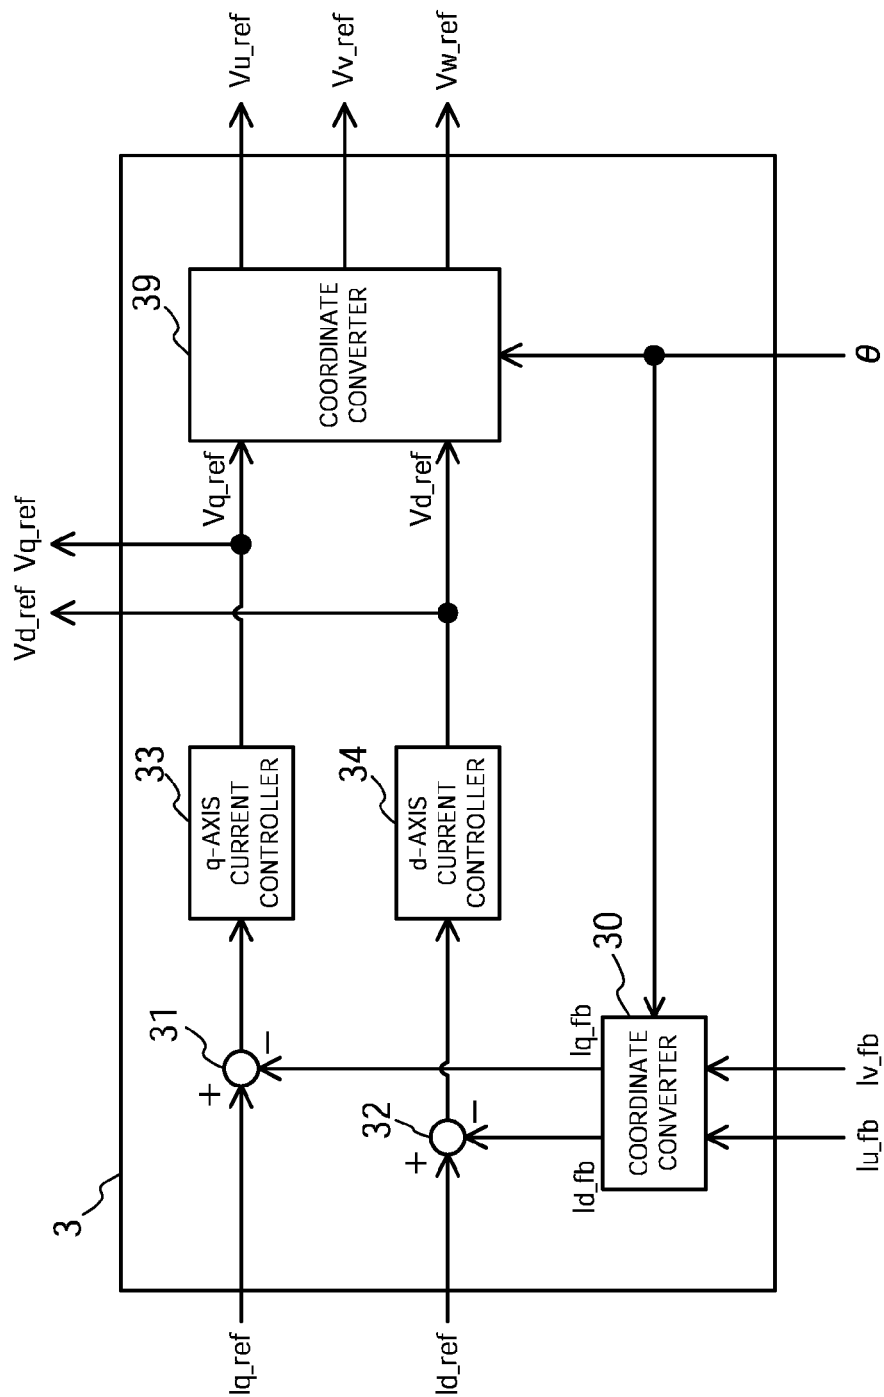 3
Vd_ref
Vq_ref
Iq_ref
+
−
31
33
q-AXIS
CURRENT
CONTROLLER
Vq_ref
39
COORDINATE
CONVERTER
Vu_ref
Vv_ref
Vw_ref
Id_ref
+
−
32
34
d-AXIS
CURRENT
CONTROLLER
Vd_ref
Id_fb
Iq_fb
30
COORDINATE
CONVERTER
Iu_fb
Iv_fb
θ